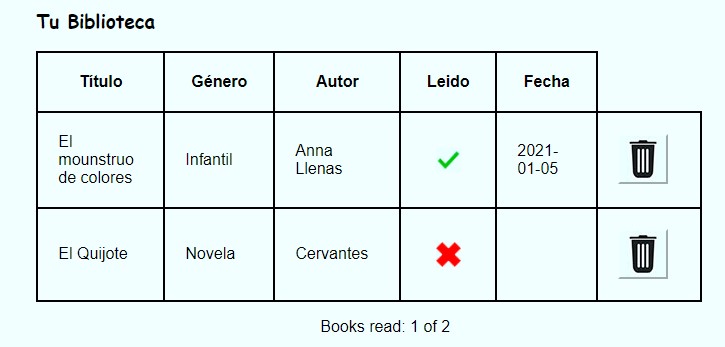 Tu Biblioteca
Título Género Autor Leido Fecha
El
mounstruo
de colores
Infantil
Anna
Llenas
2021-
01-05
El Quijote Novela Cervantes
Books read: 1 of 2